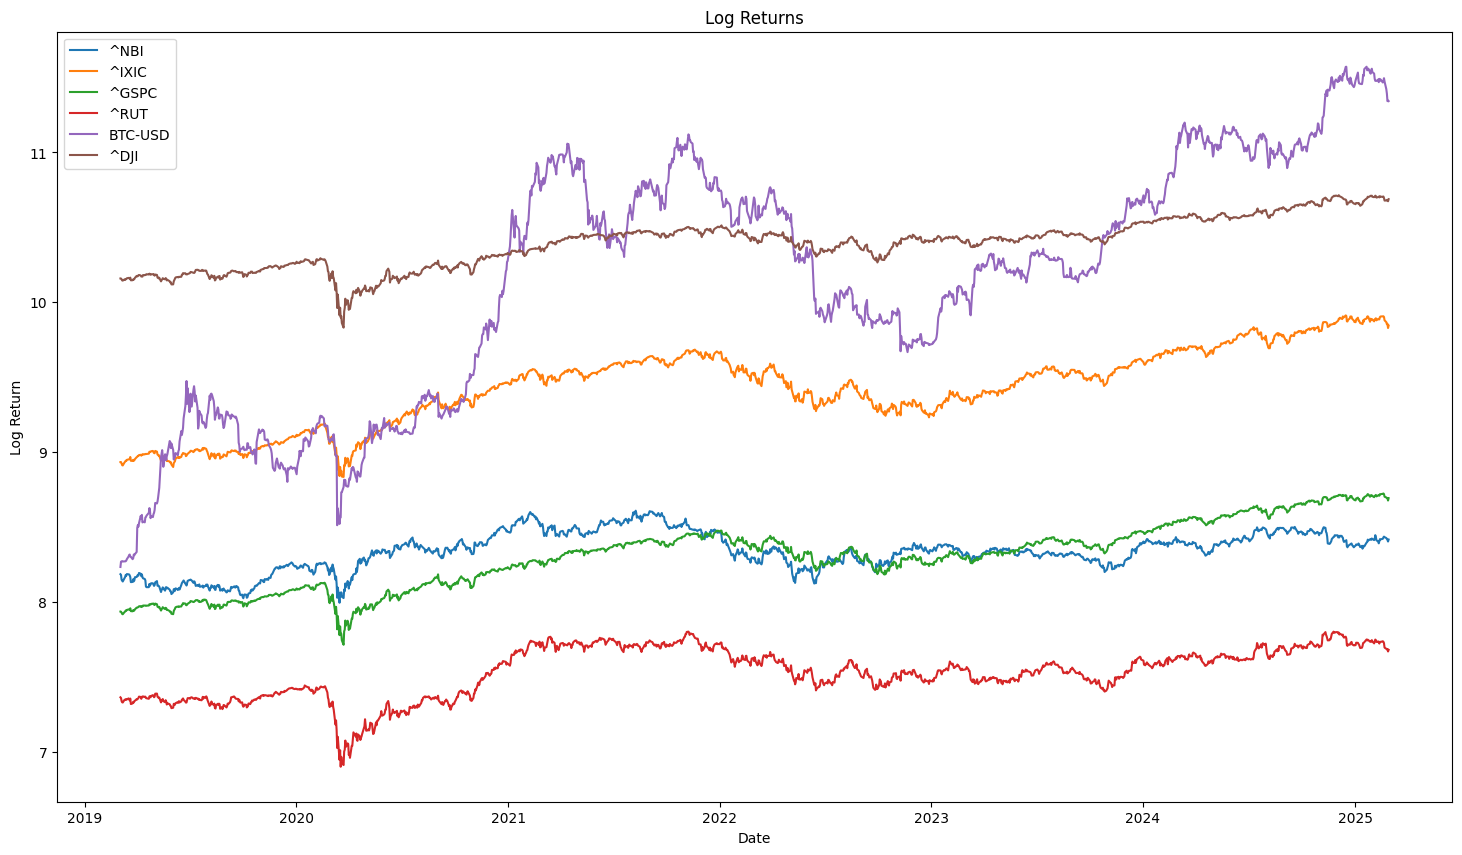 Log Returns
^NBI
^IXIC
^GSPC
^RUT
BTC-USD
^DJI
Log Return
11
10
9
8
7
2019 2020 2021 2022 2023 2024 2025
Date